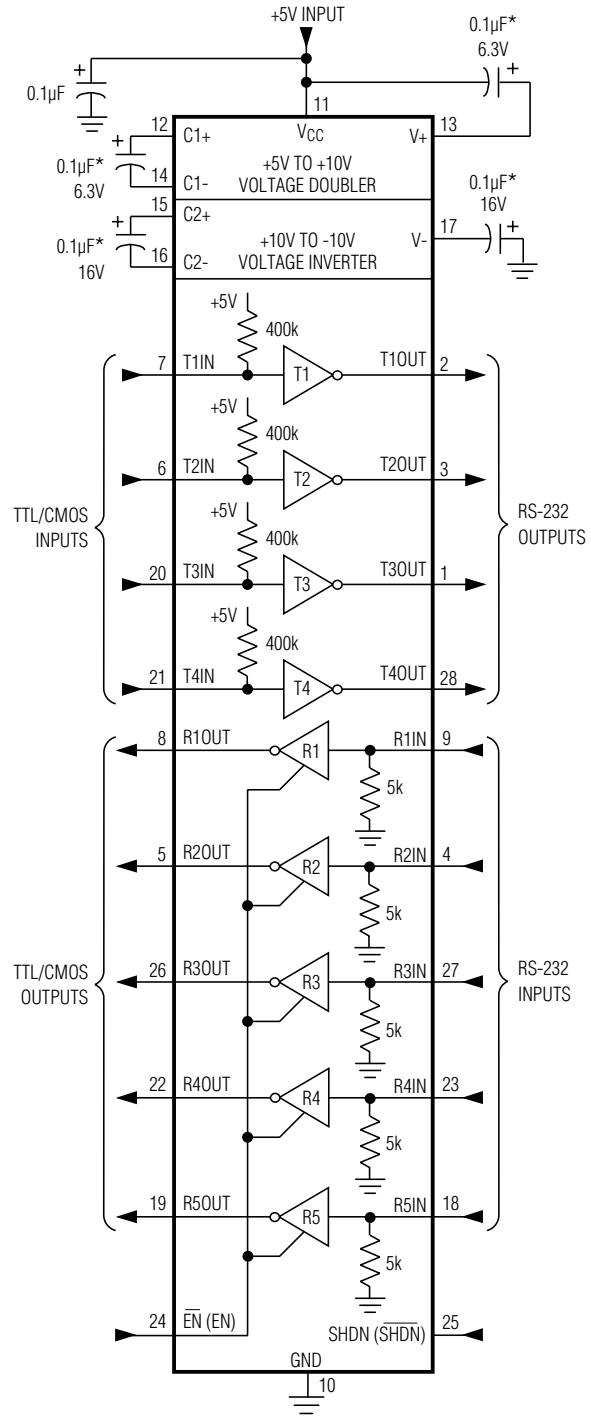 +5V INPUT
0.1µF*
6.3V
+
+
0.1µF
11
12
C1+
VCC
V+
13
+
0.1µF*
6.3V
14
C1-
+5V TO +10V
VOLTAGE DOUBLER
15
C2+
+
0.1µF*
16V
16
C2-
+10V TO -10V
VOLTAGE INVERTER
V-
17
0.1µF*
16V
+
+5V
400k
7
T1IN
T1
T1OUT
2
+5V
400k
6
T2IN
T2
T2OUT
3
TTL/CMOS
INPUTS
RS-232
OUTPUTS
+5V
400k
20
T3IN
T3
T3OUT
1
+5V
400k
21
T4IN
T4
T4OUT
28
8
R1OUT
R1
R1IN
9
5k
5
R2OUT
R2
R2IN
4
5k
TTL/CMOS
OUTPUTS
RS-232
INPUTS
26
R3OUT
R3
R3IN
27
5k
22
R4OUT
R4
R4IN
23
5k
19
R5OUT
R5
R5IN
18
5k
24
E̅N̅ (EN)
SHDN (S̅H̅D̅N̅)
25
GND
10